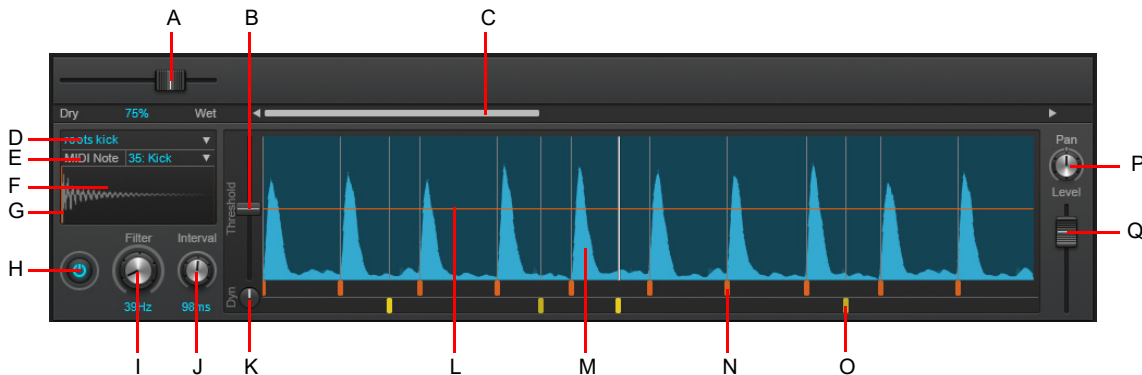 A B C
Dry 75% Wet
D roots kick
E MIDI Note 35: Kick
F
G
Threshold
Pan
P
Level
Q
Filter Interval
H
39Hz 98ms
Dyn
I J K L M N O